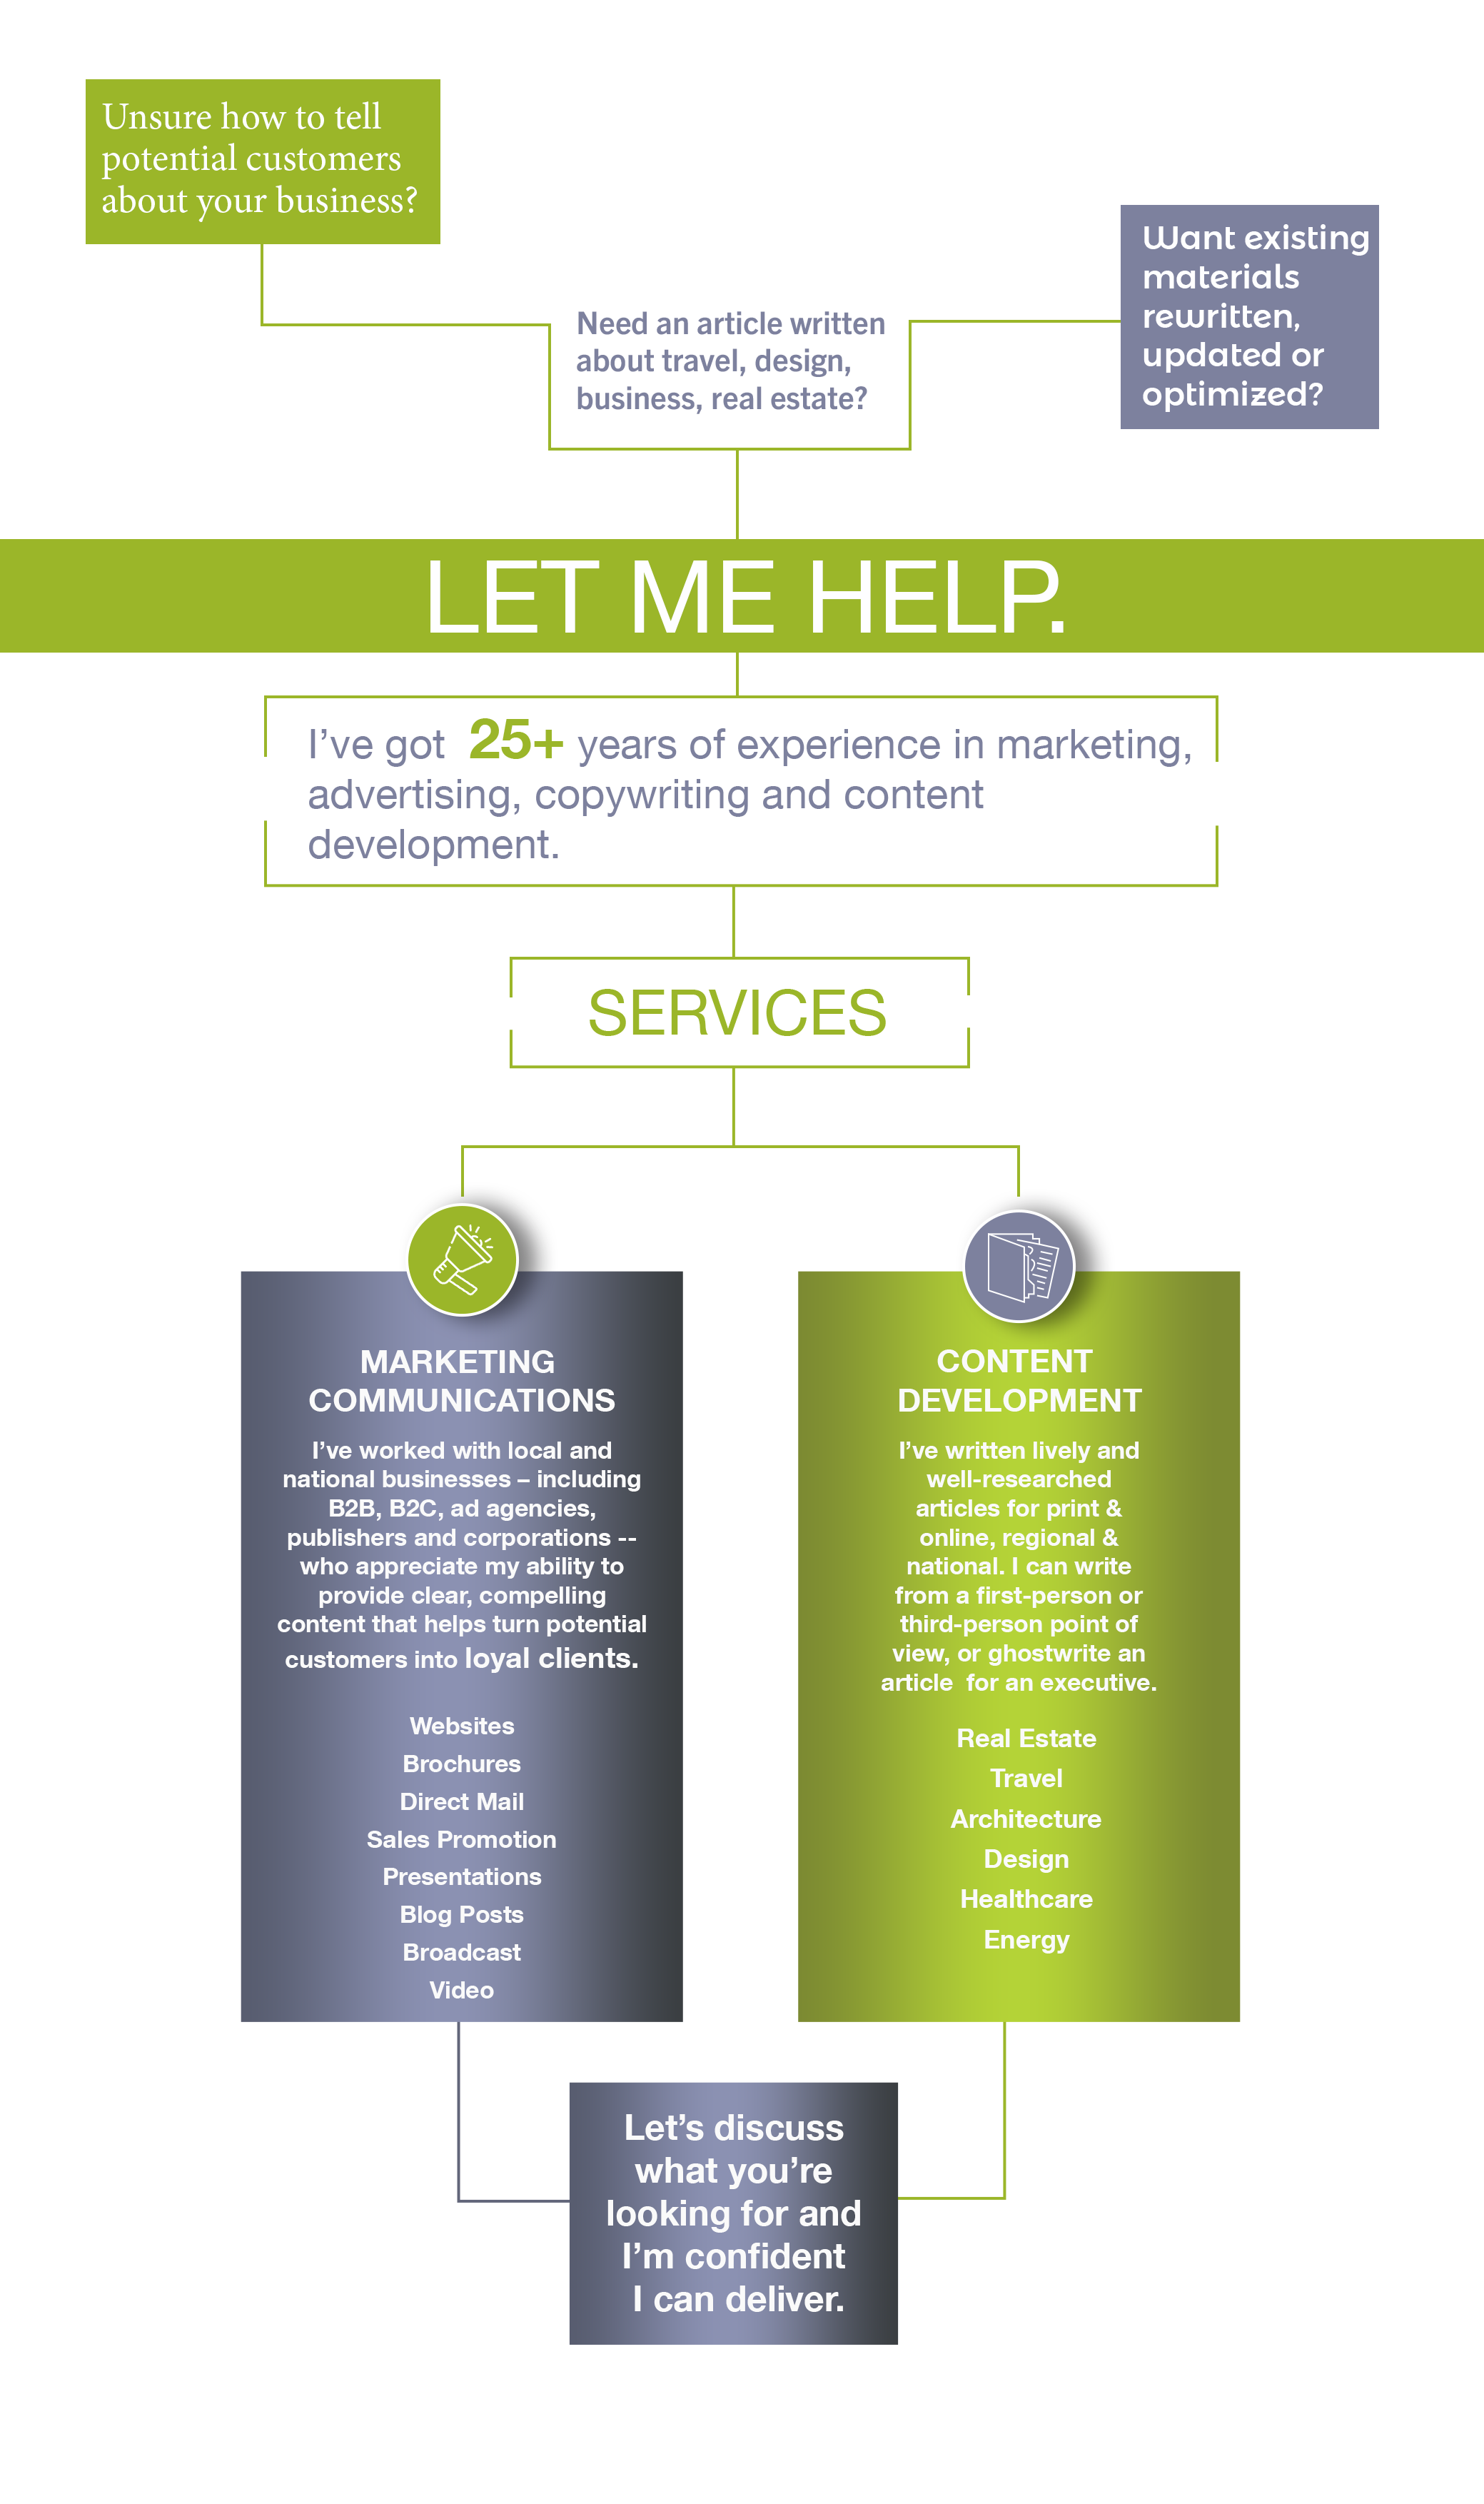 Unsure how to tell
potential customers
about your business?
Want existing
materials
rewritten,
updated or
optimized?
Need an article written
about travel, design,
business, real estate?
LET ME HELP.
I’ve got 25+ years of experience in marketing,
advertising, copywriting and content
development.
SERVICES
MARKETING
COMMUNICATIONS
I’ve worked with local and
national businesses – including
B2B, B2C, ad agencies,
publishers and corporations --
who appreciate my ability to
provide clear, compelling
content that helps turn potential
customers into loyal clients.
Websites
Brochures
Direct Mail
Sales Promotion
Presentations
Blog Posts
Broadcast
Video
CONTENT
DEVELOPMENT
I’ve written lively and
well-researched
articles for print &
online, regional &
national. I can write
from a first-person or
third-person point of
view, or ghostwrite an
article for an executive.
Real Estate
Travel
Architecture
Design
Healthcare
Energy
Let’s discuss
what you’re
looking for and
I’m confident
I can deliver.